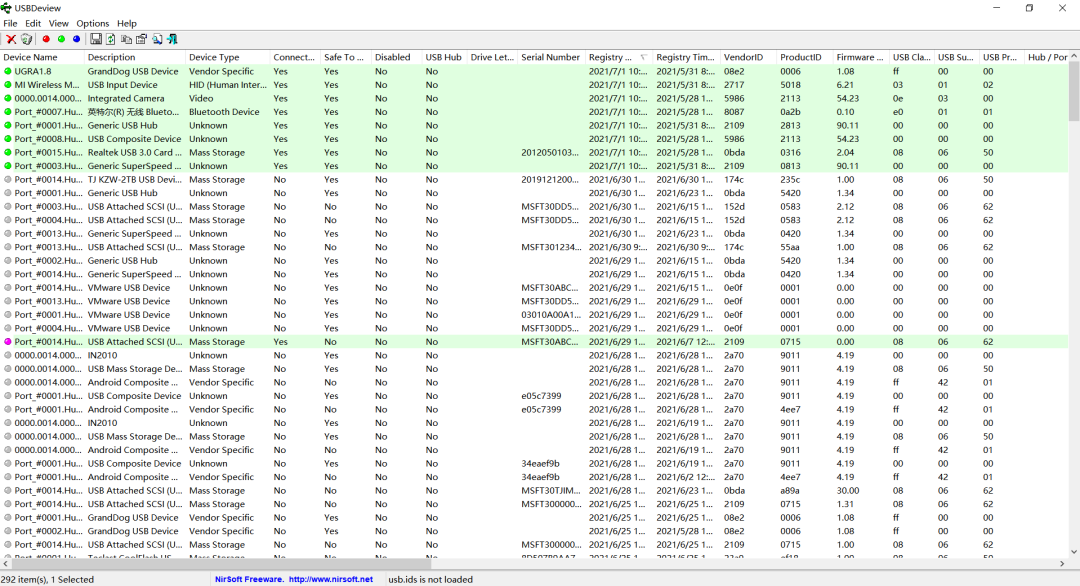 USBDeview
File Edit View Options Help
Device Name Description Device Type Connect... Safe To ... Disabled USB Hub Drive Let... Serial Number Registry ... Registry Tim... VendorID ProductID Firmware ... USB Cla... USB Su... USB Pr... Hub / Por
UGRA1.8 GrandDog USB Device Vendor Specific Yes Yes No No 2021/7/1 10:... 2021/5/31 8:... 08e2 0006 1.08 ff 00 00
MI Wireless M... USB Input Device HID (Human Inter... Yes Yes No No 2021/7/1 10:... 2021/5/31 8:... 2717 5018 6.21 03 01 02
0000.0014.000... Integrated Camera Video Yes Yes No No 2021/7/1 10:... 2021/5/28 1... 5986 2113 54.23 0e 03 00
Port_#0007.Hu... 英特尔(R) 无线 Blueto... Bluetooth Device Yes Yes No No 2021/7/1 10:... 2021/5/28 1... 8087 0a2b 0.10 e0 01 01
Port_#0001.Hu... Generic USB Hub Unknown Yes Yes No No 2021/7/1 10:... 2021/5/31 8:... 2109 2813 90.11 00 00 00
Port_#0008.Hu... USB Composite Device Unknown Yes Yes No No 2021/7/1 10:... 2021/5/28 1... 5986 2113 54.23 00 00 00
Port_#0015.Hu... Realtek USB 3.0 Card ... Mass Storage Yes Yes No No 2012050103... 2021/7/1 10:... 2021/5/28 1... 0bda 0316 2.04 08 06 50
Port_#0003.Hu... Generic SuperSpeed ... Unknown Yes Yes No No 2021/7/1 10:... 2021/5/31 8:... 2109 0813 90.11 00 00 00
Port_#0014.Hu... TJ KZW-2TB USB Devi... Mass Storage No Yes No No 2019121200... 2021/6/30 1... 2021/6/30 1... 174c 235c 1.00 08 06 50
Port_#0001.Hu... Generic USB Hub Unknown No Yes No No 2021/6/30 1... 2021/6/23 1... 0bda 5420 1.34 00 00 00
Port_#0003.Hu... USB Attached SCSI (U... Mass Storage No No No No MSFT30DD5... 2021/6/30 1... 2021/6/15 1... 152d 0583 2.12 08 06 62
Port_#0004.Hu... USB Attached SCSI (U... Mass Storage No No No No MSFT30DD5... 2021/6/30 1... 2021/6/15 1... 152d 0583 2.12 08 06 62
Port_#0013.Hu... Generic SuperSpeed ... Unknown No Yes No No 2021/6/30 1... 2021/6/23 1... 0bda 0420 1.34 00 00 00
Port_#0013.Hu... USB Attached SCSI (U... Mass Storage No No No No MSFT301234... 2021/6/30 9:... 2021/6/30 9:... 174c 55aa 1.00 08 06 62
Port_#0002.Hu... Generic USB Hub Unknown No Yes No No 2021/6/29 1... 2021/6/15 1... 0bda 5420 1.34 00 00 00
Port_#0014.Hu... Generic SuperSpeed ... Unknown No Yes No No 2021/6/29 1... 2021/6/15 1... 0bda 0420 1.34 00 00 00
Port_#0014.Hu... VMware USB Device Unknown No Yes No No MSFT30ABC... 2021/6/29 1... 2021/6/15 1... 0e0f 0001 0.00 00 00 00
Port_#0013.Hu... VMware USB Device Unknown No Yes No No MSFT30DD5... 2021/6/29 1... 2021/6/29 1... 0e0f 0001 0.00 00 00 00
Port_#0001.Hu... VMware USB Device Unknown No Yes No No 03010A00A1... 2021/6/29 1... 2021/6/29 1... 0e0f 0001 0.00 00 00 00
Port_#0004.Hu... VMware USB Device Unknown No Yes No No MSFT30DD5... 2021/6/29 1... 2021/6/29 1... 0e0f 0001 0.00 00 00 00
Port_#0014.Hu... USB Attached SCSI (U... Mass Storage Yes No No No MSFT30ABC... 2021/6/29 1... 2021/6/7 12:... 2109 0715 0.00 08 06 62
0000.0014.000... IN2010 Unknown No Yes No No 2021/6/28 1... 2021/6/28 1... 2a70 9011 4.19 00 00 00
0000.0014.000... USB Mass Storage De... Mass Storage No Yes No No 2021/6/28 1... 2021/6/28 1... 2a70 9011 4.19 08 06 50
0000.0014.000... Android Composite ... Vendor Specific No No No No 2021/6/28 1... 2021/6/28 1... 2a70 9011 4.19 ff 42 01
Port_#0001.Hu... USB Composite Device Unknown No Yes No No e05c7399 2021/6/28 1... 2021/6/28 1... 2a70 9011 4.19 00 00 00
Port_#0001.Hu... Android Composite ... Vendor Specific No No No No e05c7399 2021/6/28 1... 2021/6/28 1... 2a70 4ee7 4.19 ff 42 01
0000.0014.000... IN2010 Unknown No Yes No No 2021/6/28 1... 2021/6/19 1... 2a70 9011 4.19 00 00 00
0000.0014.000... USB Mass Storage De... Mass Storage No Yes No No 2021/6/28 1... 2021/6/19 1... 2a70 9011 4.19 08 06 50
0000.0014.000... Android Composite ... Vendor Specific No No No No 2021/6/28 1... 2021/6/19 1... 2a70 9011 4.19 ff 42 01
Port_#0001.Hu... USB Composite Device Unknown No Yes No No 34eaef9b 2021/6/28 1... 2021/6/19 1... 2a70 9011 4.19 00 00 00
Port_#0001.Hu... Android Composite ... Vendor Specific No No No No 34eaef9b 2021/6/28 1... 2021/6/2 12:... 2a70 4ee7 4.19 ff 42 01
Port_#0014.Hu... USB Attached SCSI (U... Mass Storage No No No No MSFT30TJIM... 2021/6/28 1... 2021/6/23 1... 0bda a89a 30.00 08 06 62
Port_#0014.Hu... USB Attached SCSI (U... Mass Storage No No No No MSFT300000... 2021/6/25 1... 2021/6/25 1... 2109 0715 1.31 08 06 62
Port_#0001.Hu... GrandDog USB Device Vendor Specific No Yes No No 2021/6/25 1... 2021/6/25 1... 08e2 0006 1.08 ff 00 00
Port_#0002.Hu... GrandDog USB Device Vendor Specific No Yes No No 2021/6/25 1... 2021/5/28 1... 08e2 0006 1.08 ff 00 00
Port_#0014.Hu... USB Attached SCSI (U... Mass Storage No No No No MSFT300000... 2021/6/25 1... 2021/6/25 1... 2109 0715 1.00 08 06 62
292 item(s), 1 Selected NirSoft Freeware. http://www.nirsoft.net usb.ids is not loaded